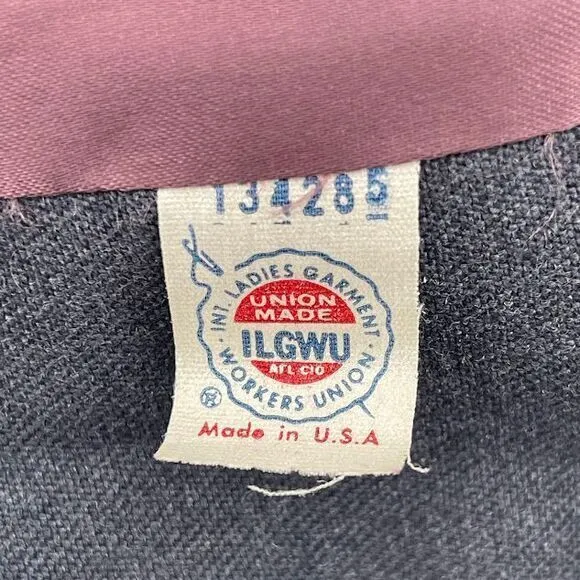 134285
INT. LADIES GARMENT
WORKERS UNION
UNION
MADE
ILGWU
AFL CIO
Made in U.S.A